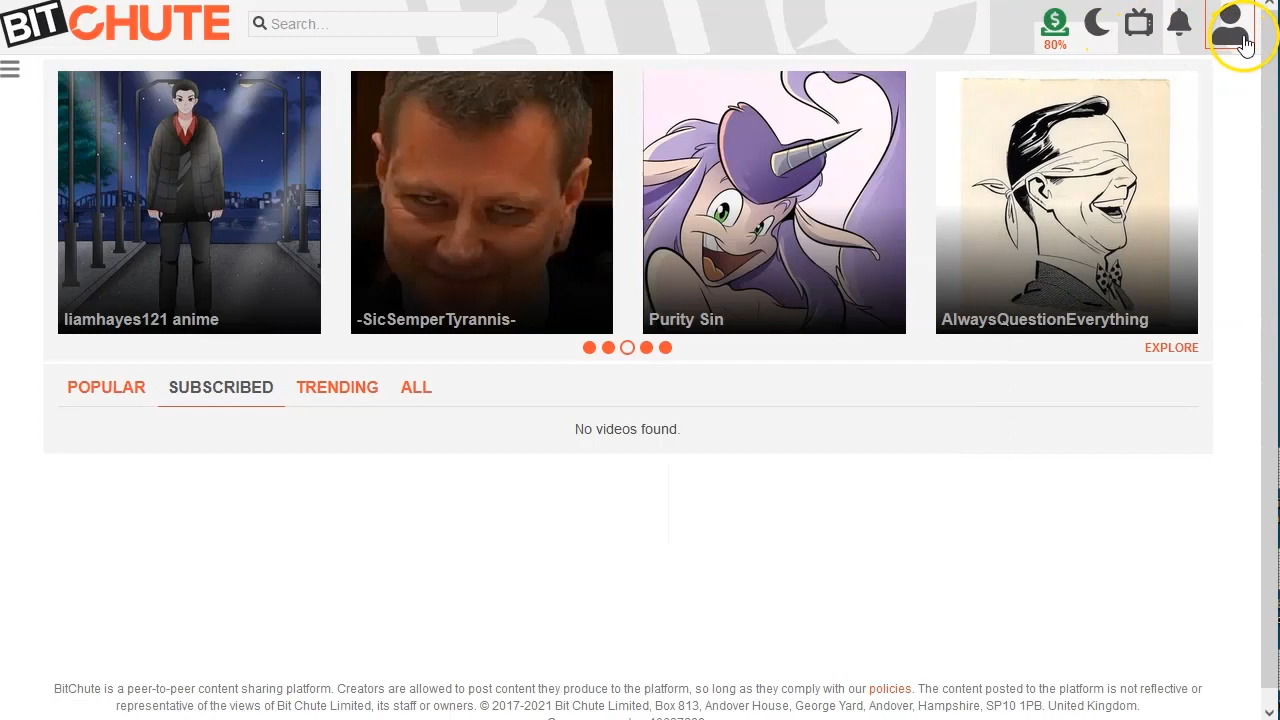 BITCHUTE
Search...
80%
liamhayes121 anime
-SicSemperTyrannis-
Purity Sin
AlwaysQuestionEverything
EXPLORE
POPULAR SUBSCRIBED TRENDING ALL
No videos found.
BitChute is a peer-to-peer content sharing platform. Creators are allowed to post content they produce to the platform, so long as they comply with our policies. The content posted to the platform is not reflective or
representative of the views of Bit Chute Limited, its staff or owners. © 2017-2021 Bit Chute Limited, Box 813, Andover House, George Yard, Andover, Hampshire, SP10 1PB. United Kingdom.